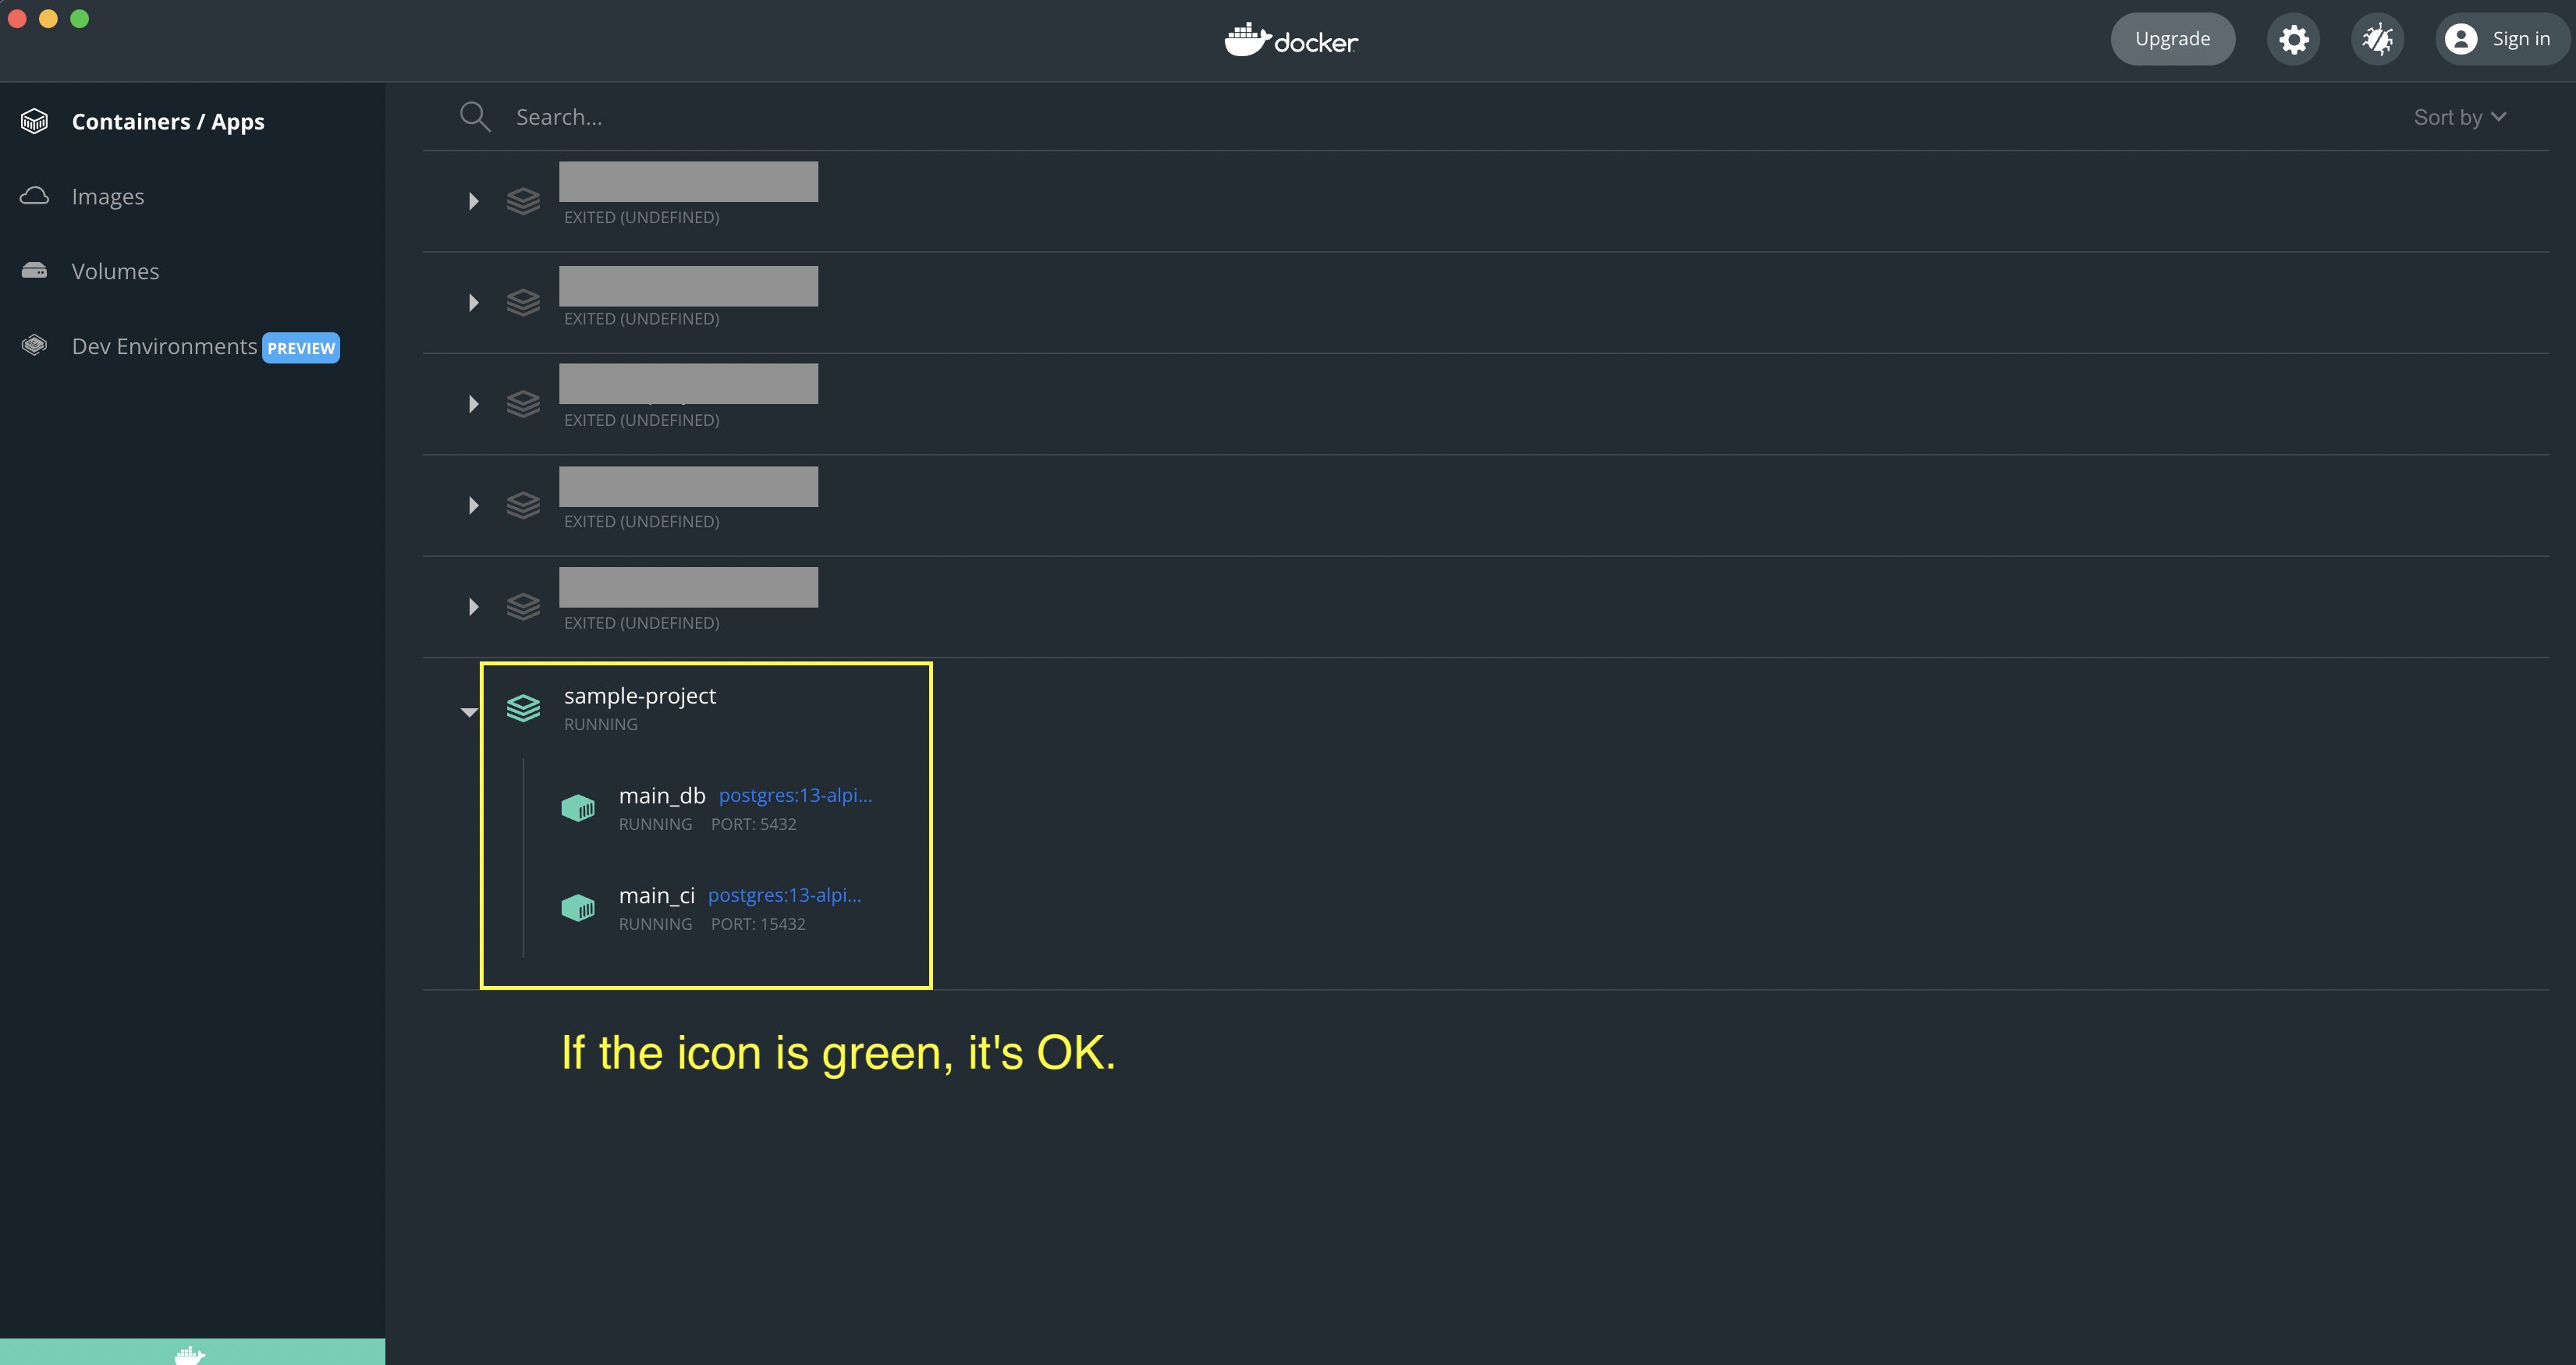 docker
Upgrade
Sign in
Containers / Apps
Images
Volumes
Dev Environments PREVIEW
Search...
Sort by
EXITED (UNDEFINED)
EXITED (UNDEFINED)
EXITED (UNDEFINED)
EXITED (UNDEFINED)
EXITED (UNDEFINED)
sample-project
RUNNING
main_db postgres:13-alpi...
RUNNING PORT: 5432
main_ci postgres:13-alpi...
RUNNING PORT: 15432
If the icon is green, it's OK.